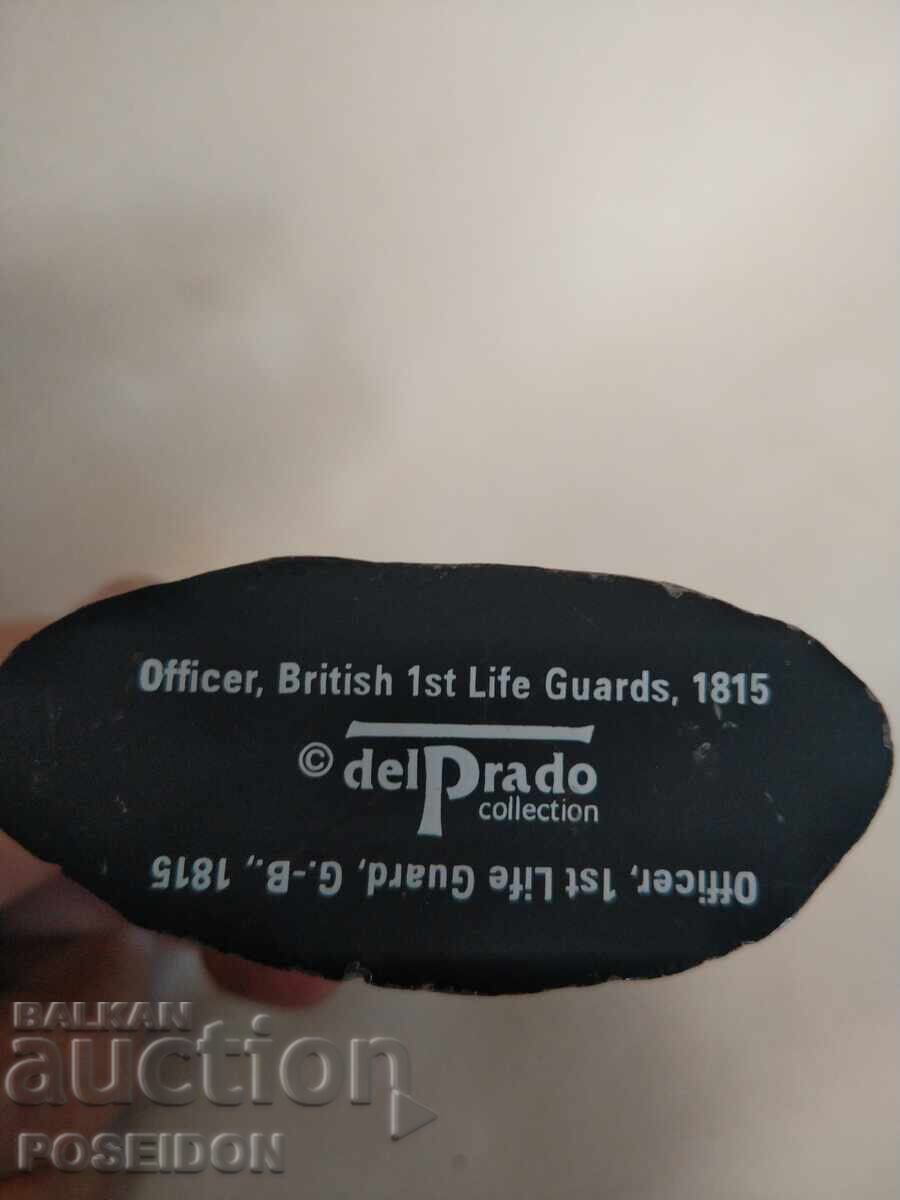 Officer, British 1st Life Guards, 1815
© delPrado
collection
Officer, 1st Life Guard, G.-B., 1815
BALKAN
auction
POSEIDON